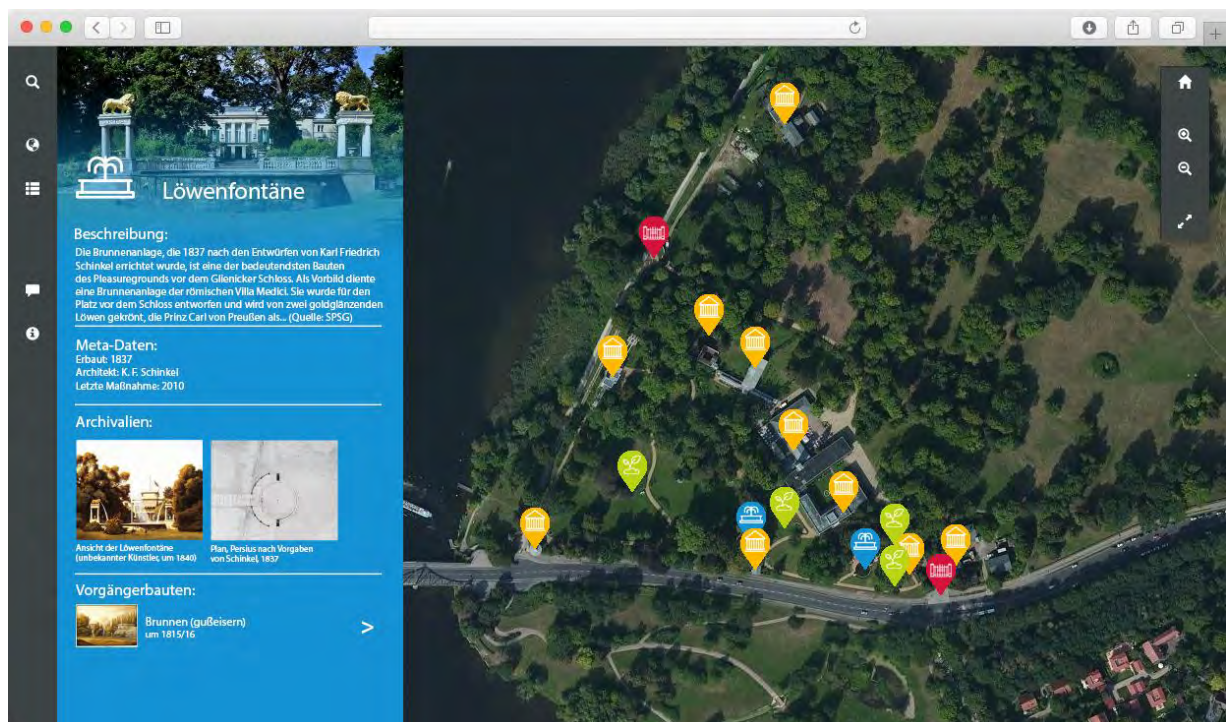 Löwenfontäne
Beschreibung:
Die Brunnenanlage, die 1837 nach den Entwürfen von Karl Friedrich
Schinkel errichtet wurde, ist eine der bedeutendsten Bauten
des Pleasuregrounds vor dem Glienicker Schloss. Als Vorbild diente
eine Brunnenanlage der römischen Villa Medici. Sie wurde für den
Platz vor dem Schloss entworfen und wird von zwei goldglänzenden
Löwen gekrönt, die Prinz Carl von Preußen als... (Quelle: SPSG)
Meta-Daten:
Erbaut: 1837
Architekt: K. F. Schinkel
Letzte Maßnahme: 2010
Archivalien:
Ansicht der Löwenfontäne
(unbekannter Künstler, um 1840)
Plan, Persius nach Vorgaben
von Schinkel, 1837
Vorgängerbauten:
Brunnen (gußeisern)
um 1815/16
>